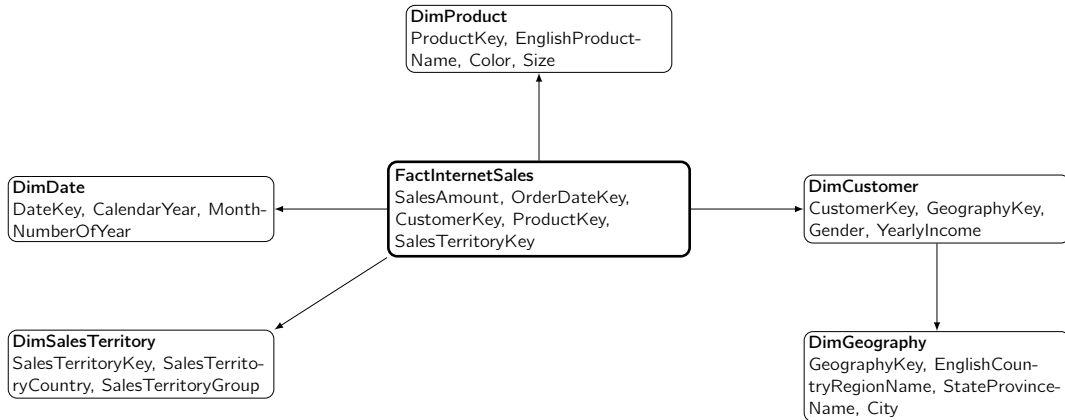 DimProduct
ProductKey, EnglishProduct-
Name, Color, Size
FactInternetSales
SalesAmount, OrderDateKey,
CustomerKey, ProductKey,
SalesTerritoryKey
DimDate
DateKey, CalendarYear, Month-
NumberOfYear
DimCustomer
CustomerKey, GeographyKey,
Gender, YearlyIncome
DimSalesTerritory
SalesTerritoryKey, SalesTerrito-
ryCountry, SalesTerritoryGroup
DimGeography
GeographyKey, EnglishCoun-
tryRegionName, StateProvince-
Name, City